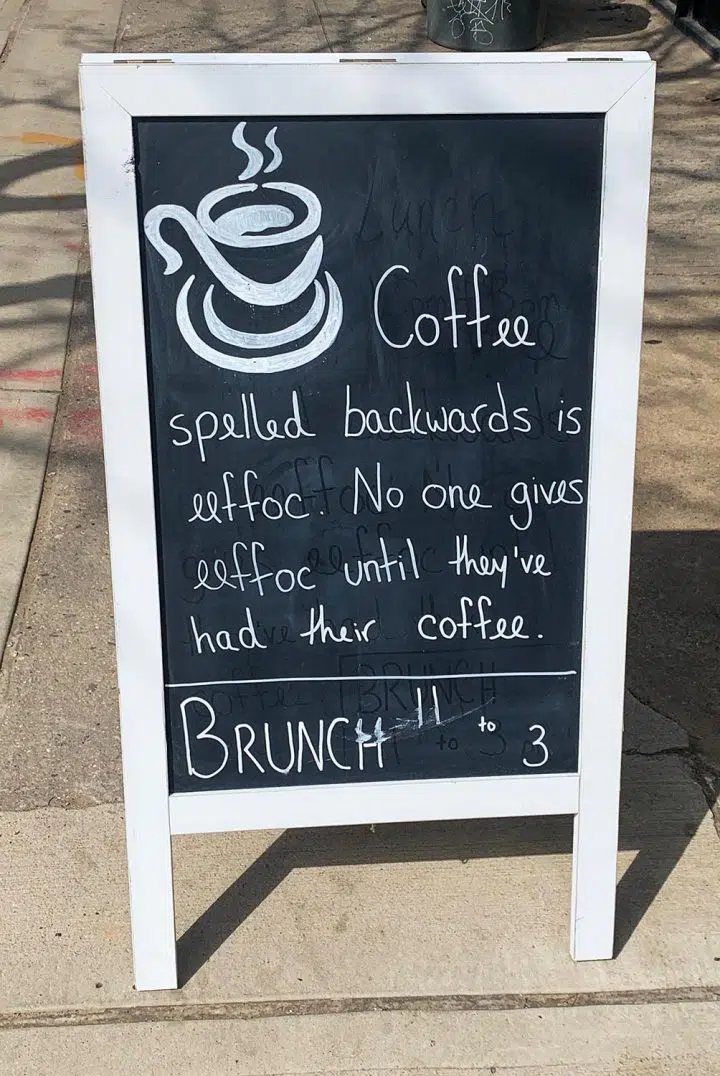 Coffee
spelled backwards is
eeffoc. No one gives
eeffoc until they've
had their coffee.
BRUNCH 11 to 3